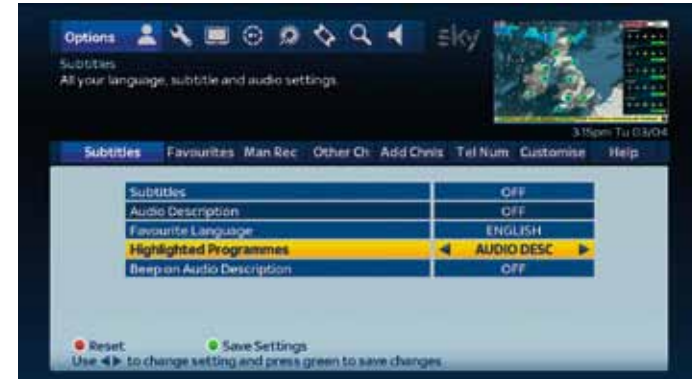 Options
sky
Subtitles
All your language, subtitle and audio settings.
3.15pm Tu 03/04
Subtitles Favourites Man Rec Other Ch Add Chnls Tel Num Customise Help
Subtitles OFF
Audio Description OFF
Favourite Language ENGLISH
Highlighted Programmes ◀ AUDIO DESC ▶
Beep on Audio Description OFF
Reset Save Settings
Use ◀▶ to change setting and press green to save changes